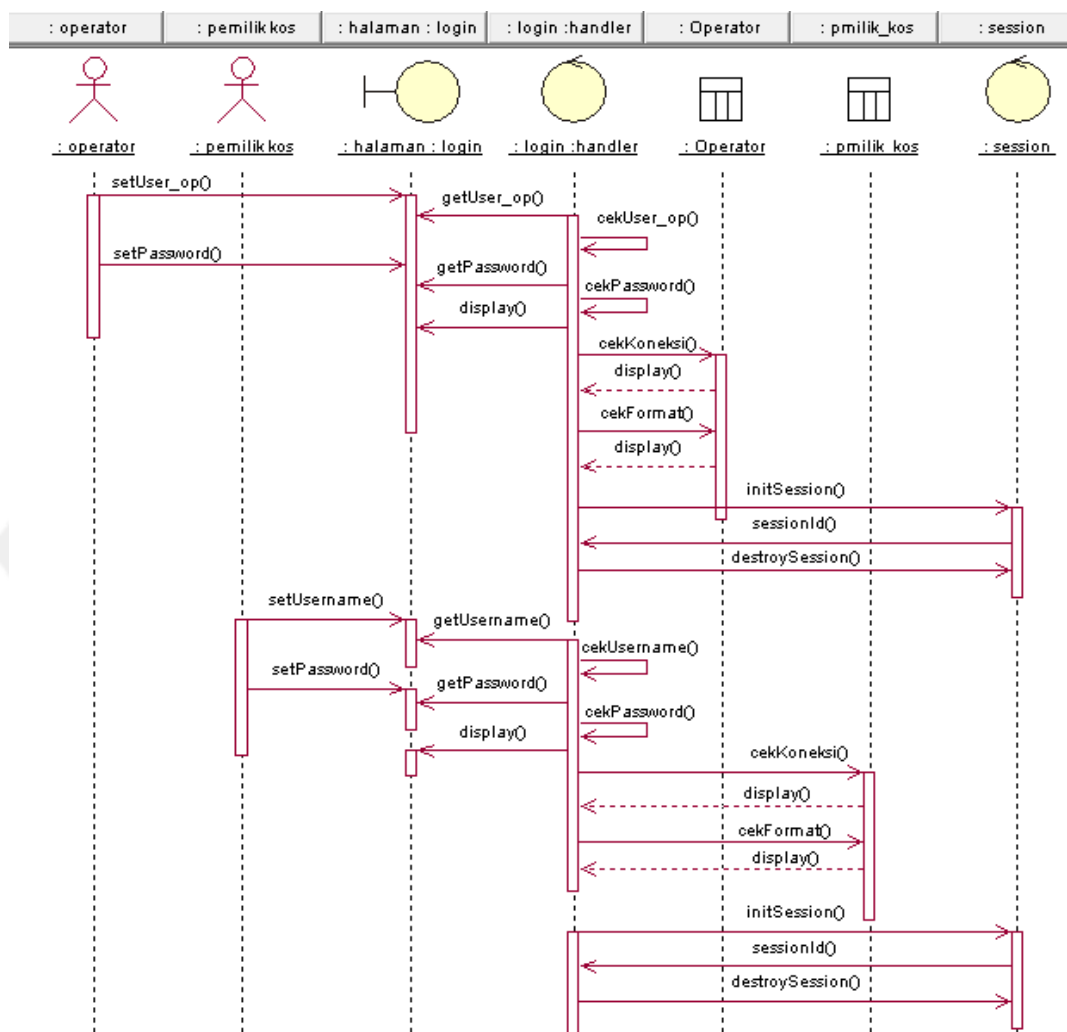 : operator
: pemilik kos
: halaman : login
: login :handler
: Operator
: pmilik_kos
: session
: operator
: pemilik kos
: halaman : login
: login :handler
: Operator
: pmilik_kos
: session
setUser_op()
getUser_op()
cekUser_op()
setPassword()
getPassword()
cekPassword()
display()
cekKoneksi()
display()
cekFormat()
display()
initSession()
sessionId()
destroySession()
setUsername()
getUsername()
cekUsername()
setPassword()
getPassword()
cekPassword()
display()
cekKoneksi()
display()
cekFormat()
display()
initSession()
sessionId()
destroySession()